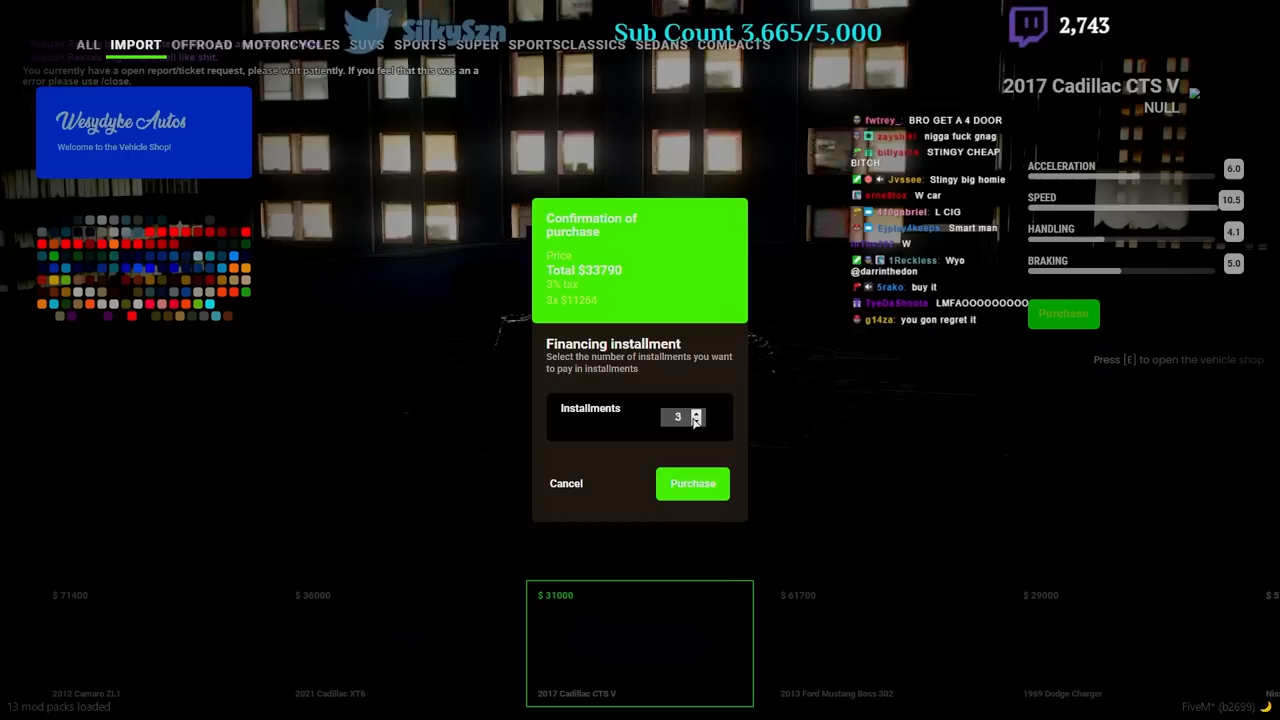 SilkySzn
Sub Count 3,665/5,000
2,743
ALL IMPORT OFFROAD MOTORCYCLES SUVS SPORTS SUPER SPORTSCLASSICS SEDANS COMPACTS
You currently have a open report/ticket request, please wait patiently. If you feel that this was an a
error please use /close.
Wesydyke Autos
Welcome to the Vehicle Shop!
2017 Cadillac CTS V
NULL
fwtrey_: BRO GET A 4 DOOR
nigga fuck gnag
STINGY CHEAP
BITCH
Jvssee: Stingy big homie
W car
410gabriel: L CIG
Ejplay4keeps: Smart man
W
1Reckless: Wyo
@darrinthedon
5rako: buy it
TyeDaShoota: LMFAOOOOOOOOO
g14za: you gon regret it
ACCELERATION
6.0
SPEED
10.5
HANDLING
4.1
BRAKING
5.0
Purchase
Press [E] to open the vehicle shop
Confirmation of
purchase
Price
Total $33790
3% tax
3x $11264
Financing installment
Select the number of installments you want
to pay in installments
Installments
3
Cancel
Purchase
$ 71400
$ 36000
$ 31000
$ 61700
$ 29000
2012 Camaro ZL1
2021 Cadillac XT6
2017 Cadillac CTS V
2013 Ford Mustang Boss 302
1969 Dodge Charger
13 mod packs loaded
FiveM* (b2699)